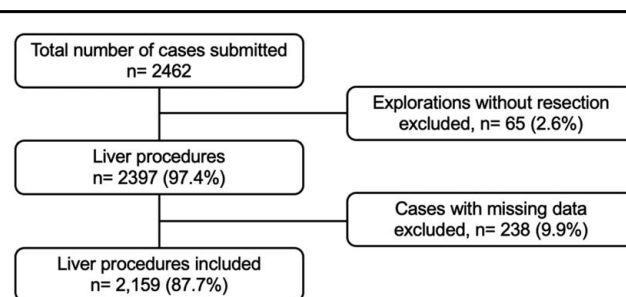 Total number of cases submitted
n= 2462
Explorations without resection
excluded, n= 65 (2.6%)
Liver procedures
n= 2397 (97.4%)
Cases with missing data
excluded, n= 238 (9.9%)
Liver procedures included
n= 2,159 (87.7%)